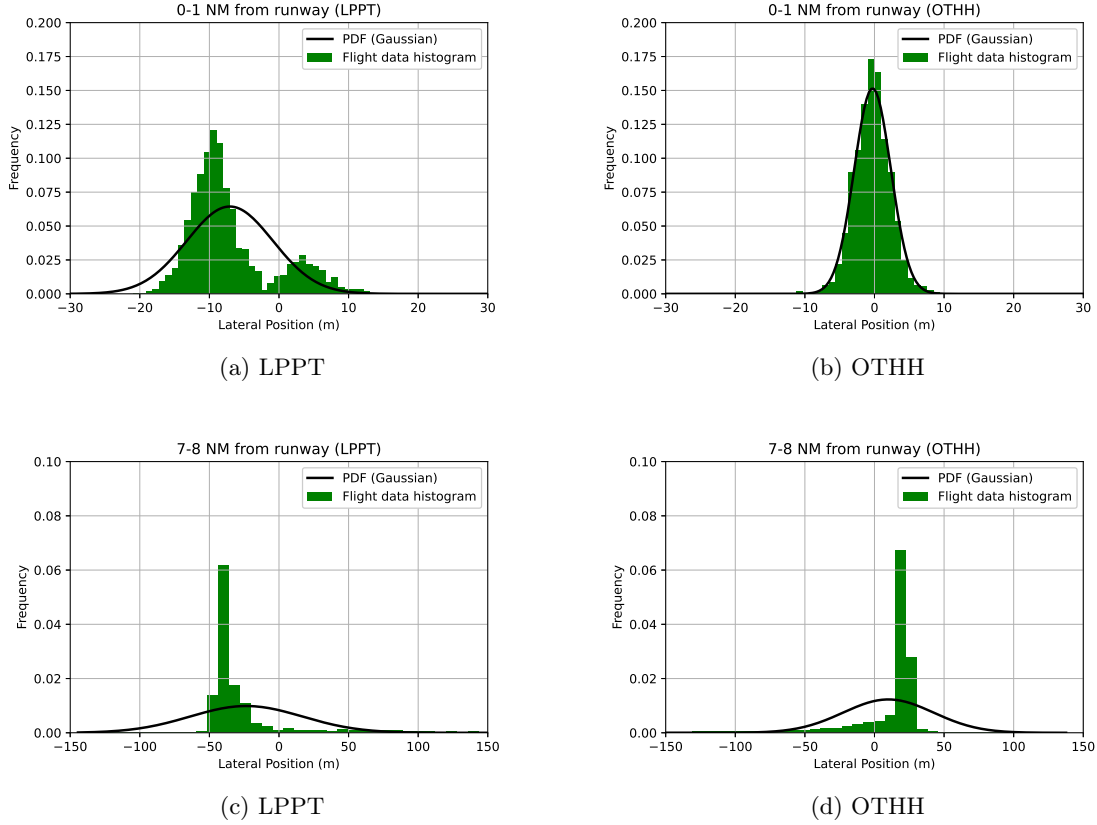 0-1 NM from runway (LPPT)
PDF (Gaussian)
Flight data histogram
Frequency
0.200
0.175
0.150
0.125
0.100
0.075
0.050
0.025
0.000
−30 −20 −10 0 10 20 30
Lateral Position (m)
(a) LPPT
0-1 NM from runway (OTHH)
PDF (Gaussian)
Flight data histogram
Frequency
0.200
0.175
0.150
0.125
0.100
0.075
0.050
0.025
0.000
−30 −20 −10 0 10 20 30
Lateral Position (m)
(b) OTHH
7-8 NM from runway (LPPT)
PDF (Gaussian)
Flight data histogram
Frequency
0.10
0.08
0.06
0.04
0.02
0.00
−150 −100 −50 0 50 100 150
Lateral Position (m)
(c) LPPT
7-8 NM from runway (OTHH)
PDF (Gaussian)
Flight data histogram
Frequency
0.10
0.08
0.06
0.04
0.02
0.00
−150 −100 −50 0 50 100 150
Lateral Position (m)
(d) OTHH